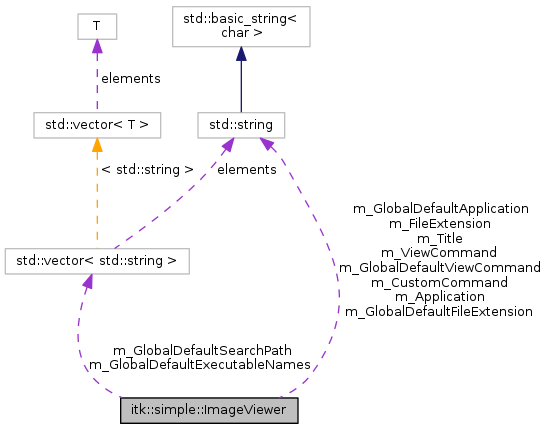 T
std::basic_string<
char >
elements
std::vector< T >
std::string
< std::string >
elements
m_GlobalDefaultApplication
m_FileExtension
m_Title
m_ViewCommand
m_GlobalDefaultViewCommand
m_CustomCommand
m_Application
m_GlobalDefaultFileExtension
std::vector< std::string >
m_GlobalDefaultSearchPath
m_GlobalDefaultExecutableNames
itk::simple::ImageViewer